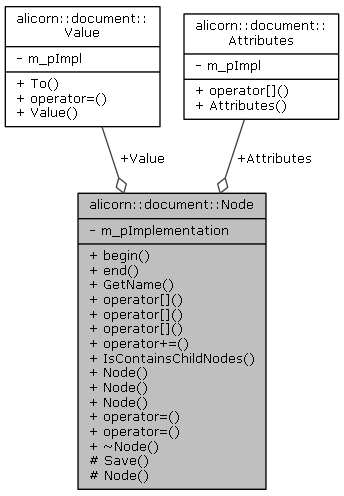 alicorn::document::
Value
- m_pImpl
+ To()
+ operator=()
+ Value()
alicorn::document::
Attributes
- m_pImpl
+ operator[]()
+ Attributes()
+Value
+Attributes
alicorn::document::Node
- m_pImplementation
+ begin()
+ end()
+ GetName()
+ operator[]()
+ operator[]()
+ operator[]()
+ operator+=()
+ IsContainsChildNodes()
+ Node()
+ Node()
+ Node()
+ operator=()
+ operator=()
+ ~Node()
# Save()
# Node()